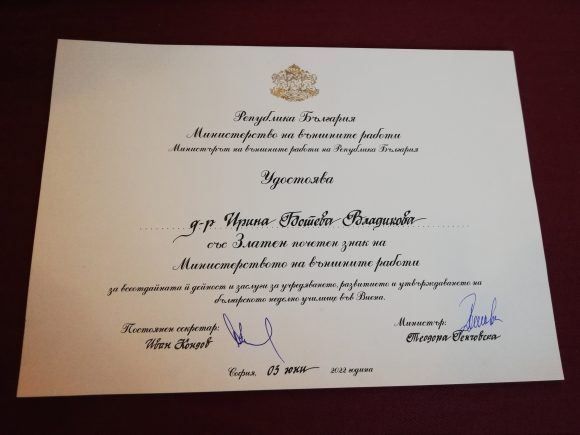 Република България
Министерство на външните работи
Министърът на външните работи на Република България
Удостоява
д-р Ирина Ботева Владикова
със Златен почетен знак на
Министерството на външните работи
за всеотдайната ѝ дейност и заслуги за учредяването, развитието и утвърждаването на
българското неделно училище във Виена.
Постоянен секретар: Министър:
Иван Кондов Теодора Генчовска
София, 03 юни 2022 година